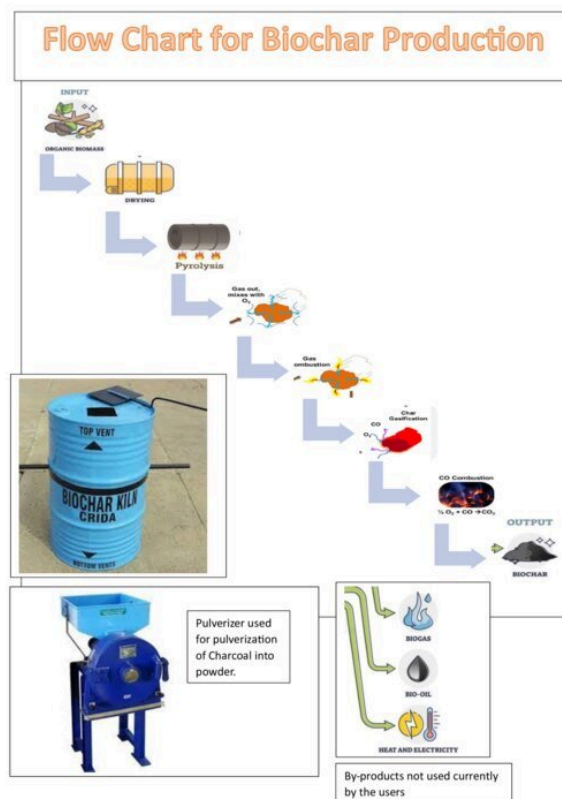 Flow Chart for Biochar Production
INPUT
ORGANIC BIOMASS
DRYING
Pyrolysis
Gas out,
mixes with
O₂
Gas
ombustion
Char
Gasification
CO
O₂
CO Combustion
½ O₂ + CO → CO₂
OUTPUT
BIOCHAR
TOP VENT
BIOCHAR KILN
CRIDA
BOTTOM VENTS
Pulverizer used
for pulverization
of Charcoal into
powder.
BIOGAS
BIO-OIL
HEAT AND ELECTRICITY
By-products not used currently
by the users